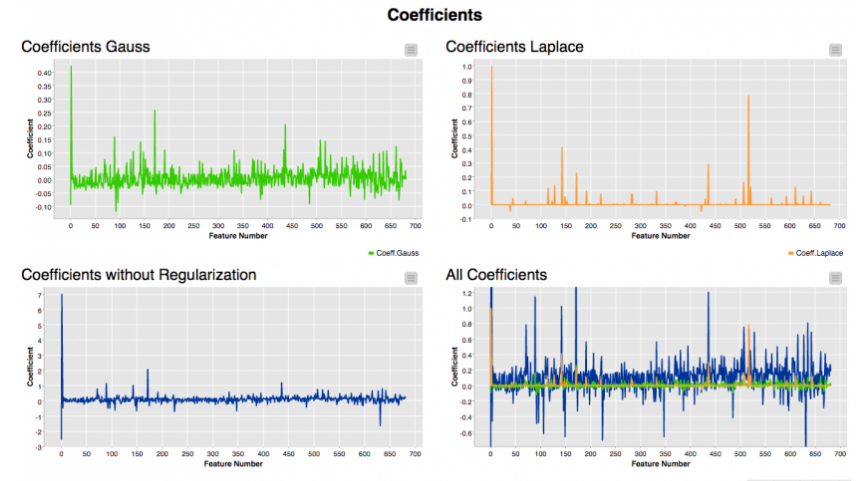 Coefficients
Coefficients Gauss
Coefficient
0.40
0.35
0.30
0.25
0.20
0.15
0.10
0.05
0.00
-0.05
-0.10
0 50 100 150 200 250 300 350 400 450 500 550 600 650 700
Feature Number
Coeff.Gauss
Coefficients Laplace
Coefficient
1.0
0.9
0.8
0.7
0.6
0.5
0.4
0.3
0.2
0.1
0.0
-0.1
0 50 100 150 200 250 300 350 400 450 500 550 600 650 700
Feature Number
Coeff.Laplace
Coefficients without Regularization
Coefficient
7
6
5
4
3
2
1
0
-1
-2
-3
0 50 100 150 200 250 300 350 400 450 500 550 600 650 700
Feature Number
All Coefficients
Coefficient
1.2
1.0
0.8
0.6
0.4
0.2
0.0
-0.2
-0.4
-0.6
0 50 100 150 200 250 300 350 400 450 500 550 600 650 700
Feature Number